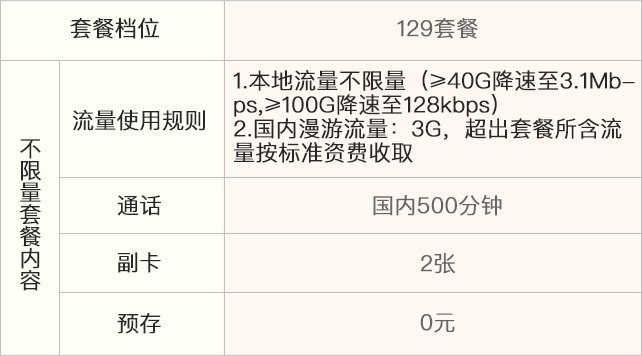 套餐档位
129套餐
不限量套餐内容
流量使用规则
1.本地流量不限量（≥40G降速至3.1Mb-
ps,≥100G降速至128kbps）
2.国内漫游流量：3G，超出套餐所含流
量按标准资费收取
通话
国内500分钟
副卡
2张
预存
0元